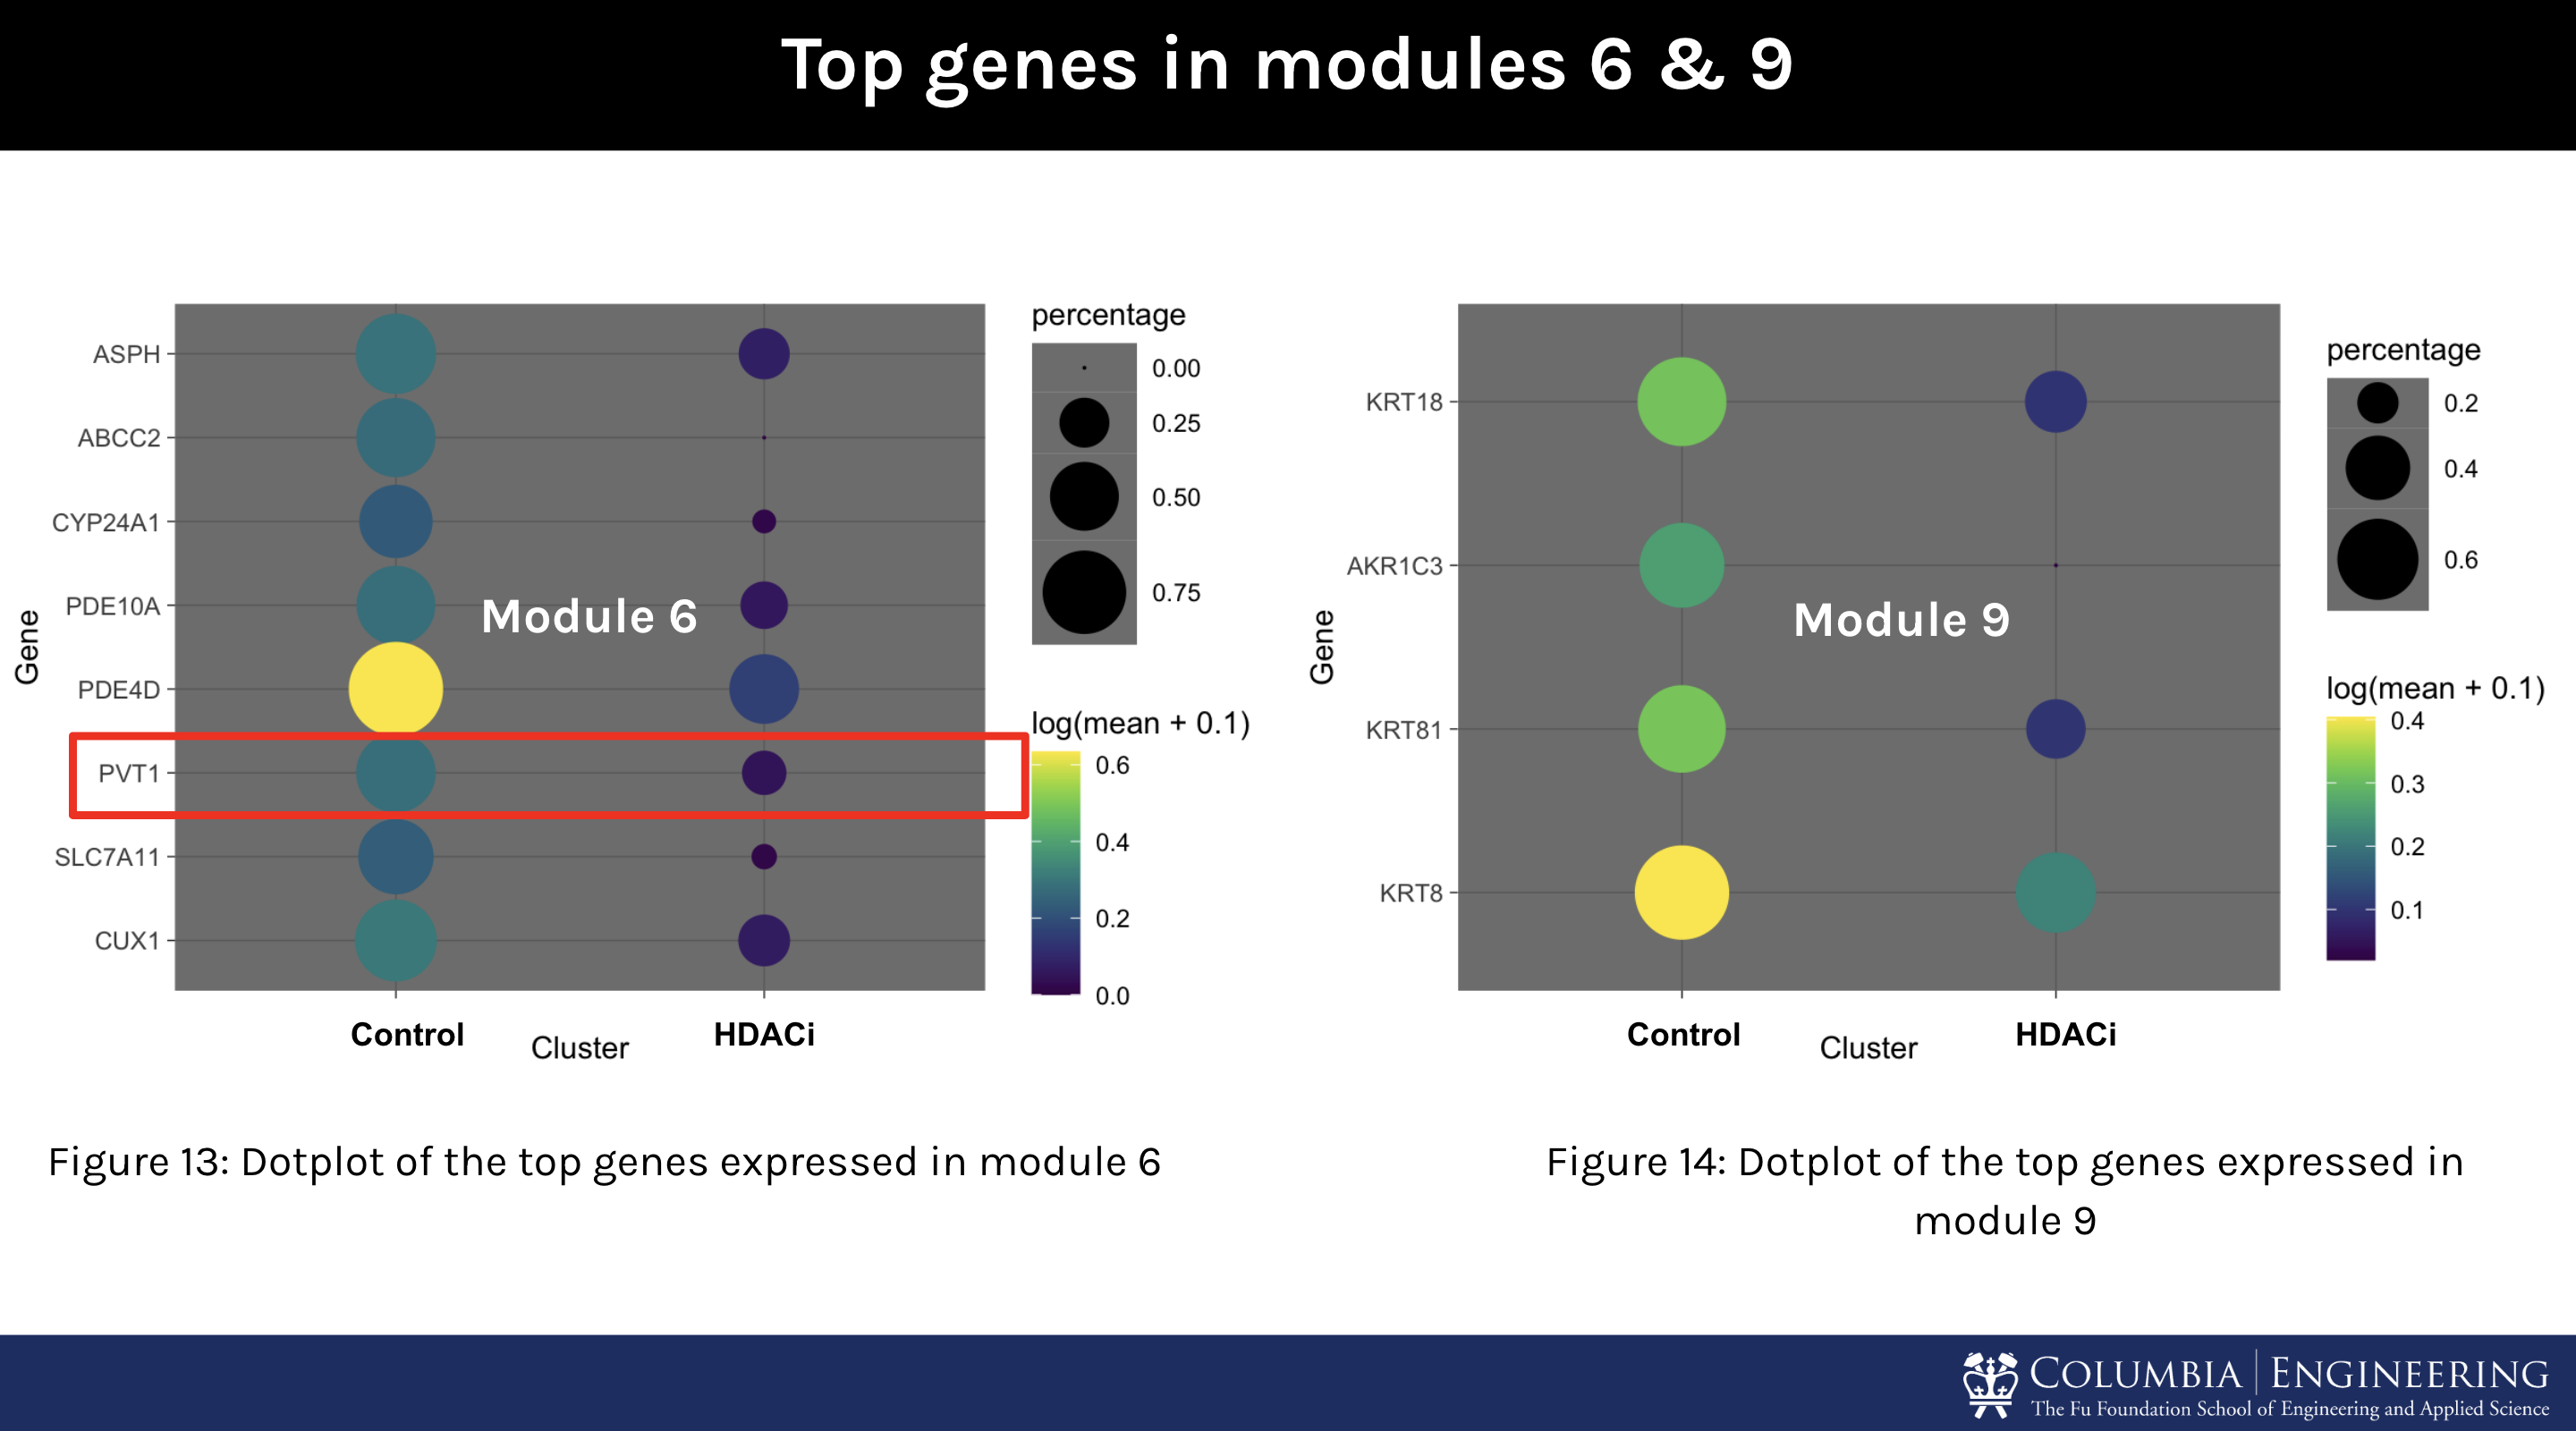 Top genes in modules 6 & 9
ASPH
ABCC2
CYP24A1
PDE10A
PDE4D
PVT1
SLC7A11
CUX1
Gene
Module 6
Control
Cluster
HDACi
percentage
0.00
0.25
0.50
0.75
log(mean + 0.1)
0.6
0.4
0.2
0.0
Figure 13: Dotplot of the top genes expressed in module 6
KRT18
AKR1C3
KRT81
KRT8
Gene
Module 9
Control
Cluster
HDACi
percentage
0.2
0.4
0.6
log(mean + 0.1)
0.4
0.3
0.2
0.1
Figure 14: Dotplot of the top genes expressed in
module 9
COLUMBIA | ENGINEERING
The Fu Foundation School of Engineering and Applied Science